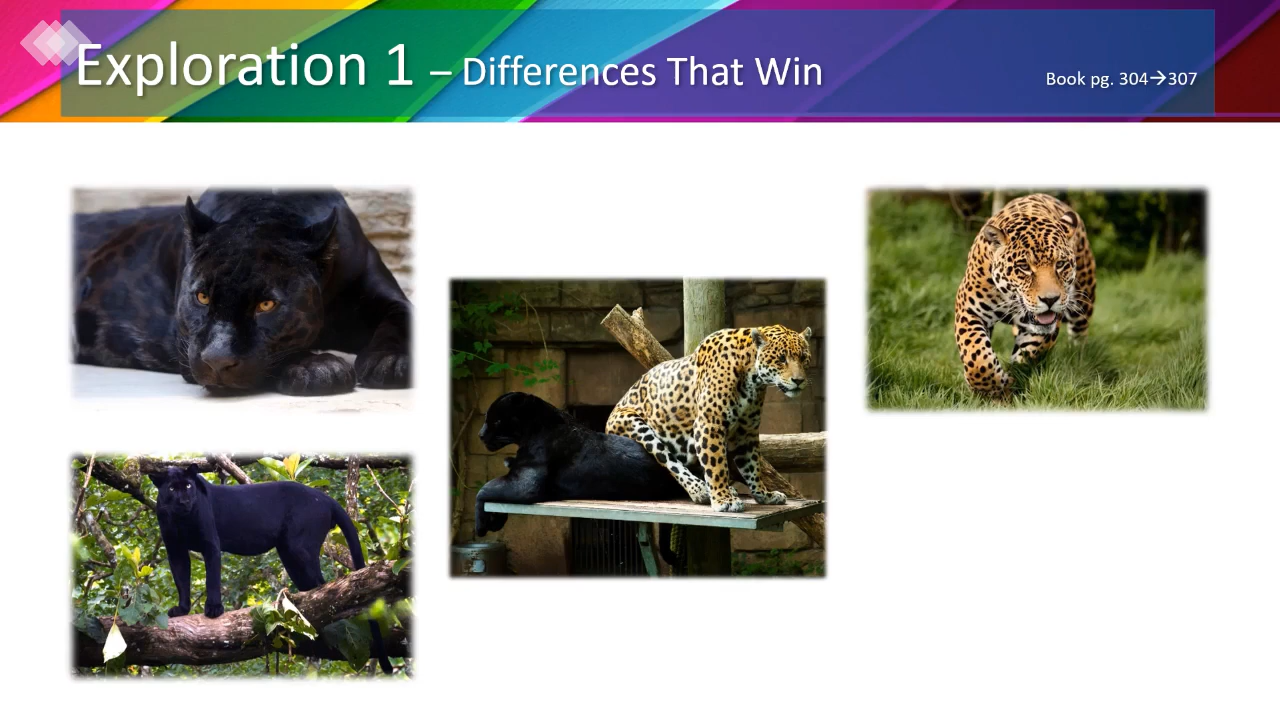 Exploration 1 – Differences That Win
Book pg. 304→307